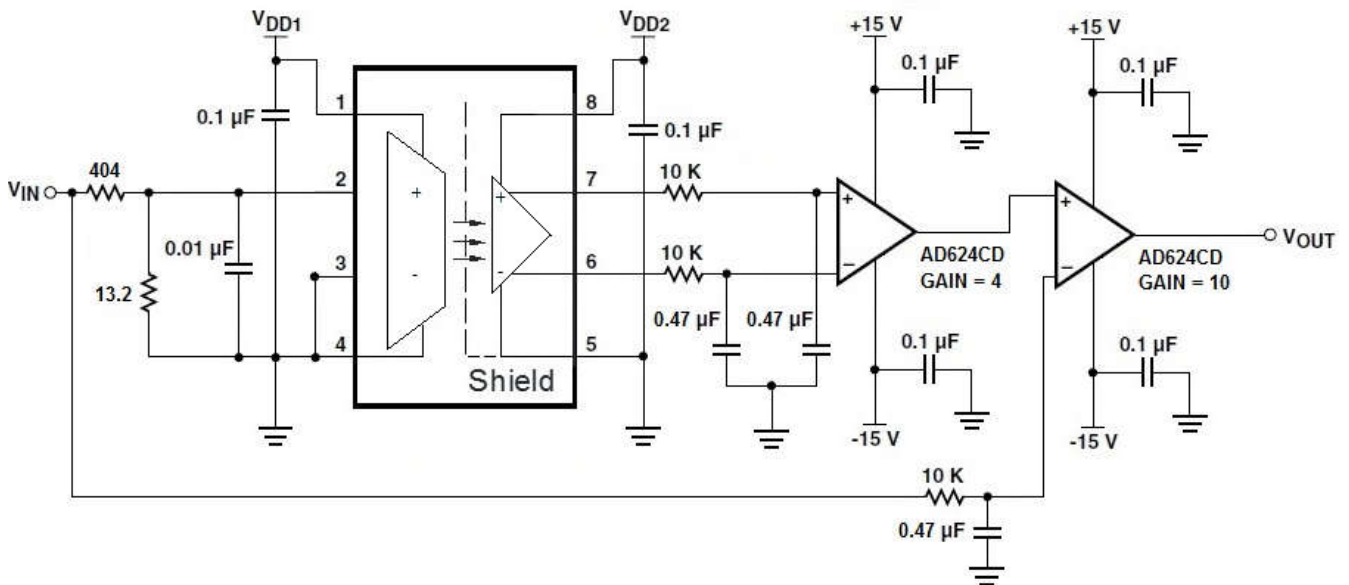 VDD1
VDD2
+15 V
+15 V
0.1 µF
0.1 µF
0.1 µF
0.1 µF
1
8
404
10 K
VIN
2
7
+
+
+
+
0.01 µF
10 K
AD624CD
GAIN = 4
VOUT
AD624CD
GAIN = 10
3
-
-
6
−
−
13.2
0.47 µF
0.47 µF
4
5
Shield
0.1 µF
0.1 µF
-15 V
-15 V
10 K
0.47 µF